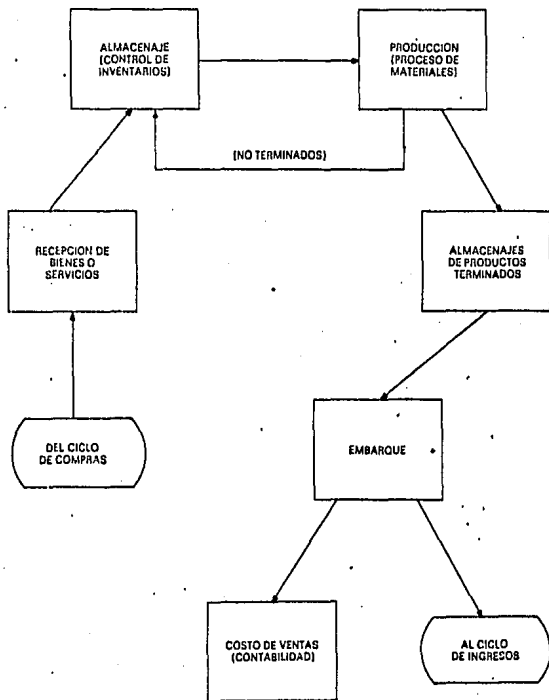 ALMACENAJE
(CONTROL DE
INVENTARIOS)
PRODUCCION
(PROCESO DE
MATERIALES)
(NO TERMINADOS)
RECEPCION DE
BIENES O
SERVICIOS
ALMACENAJES
DE PRODUCTOS
TERMINADOS
DEL CICLO
DE COMPRAS
EMBARQUE
COSTO DE VENTAS
(CONTABILIDAD)
AL CICLO
DE INGRESOS